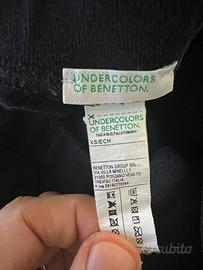 UNDERCOLORS
OF BENETTON.
UNDERCOLORS
OF BENETTON.
XS/ECH
BENETTON GROUP SRL-
VIA VILLA MINELLI 1
31050 PONZANO VENETO
TREVISO ITALIA
subito